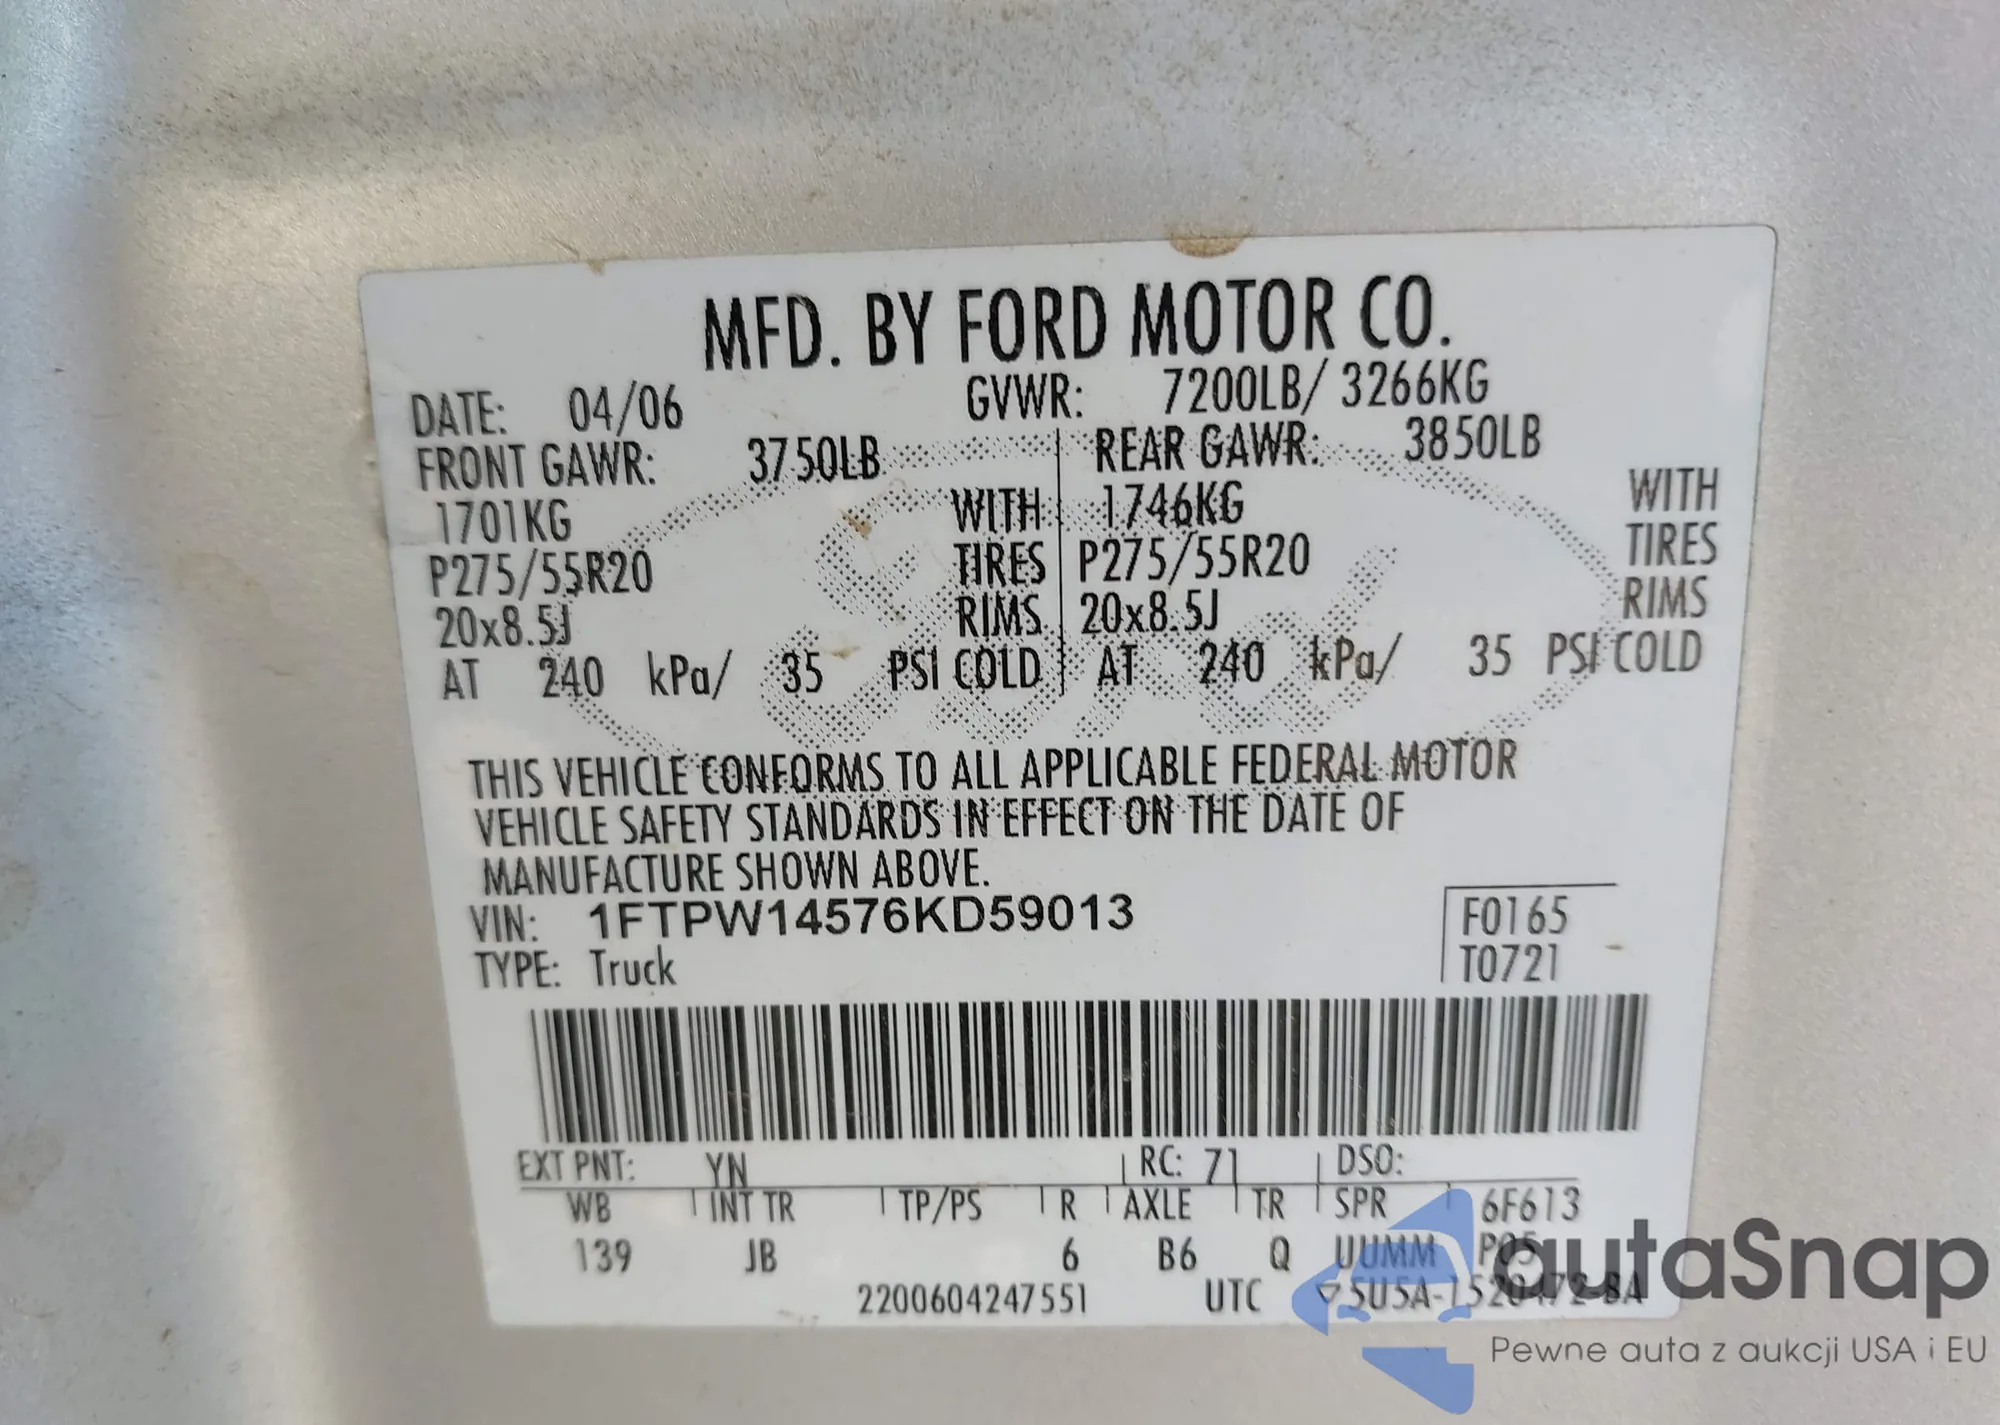 MFD. BY FORD MOTOR CO.
DATE: 04/06 GVWR: 7200LB/ 3266KG
FRONT GAWR: 3750LB REAR GAWR: 3850LB
1701KG WITH 1746KG WITH
P275/55R20 TIRES P275/55R20 TIRES
20x8.5J RIMS 20x8.5J RIMS
AT 240 kPa/ 35 PSI COLD AT 240 kPa/ 35 PSI COLD
THIS VEHICLE CONFORMS TO ALL APPLICABLE FEDERAL MOTOR
VEHICLE SAFETY STANDARDS IN EFFECT ON THE DATE OF
MANUFACTURE SHOWN ABOVE.
VIN: 1FTPW14576KD59013 F0165
TYPE: Truck T0721
EXT PNT: YN RC: 71 DSO:
WB INT TR TP/PS R AXLE TR SPR 6F613
139 JB 6 B6 Q UUMM P05
2200604247551 UTC 5U5A-1520472-BA
autaSnap
Pewne auta z aukcji USA i EU